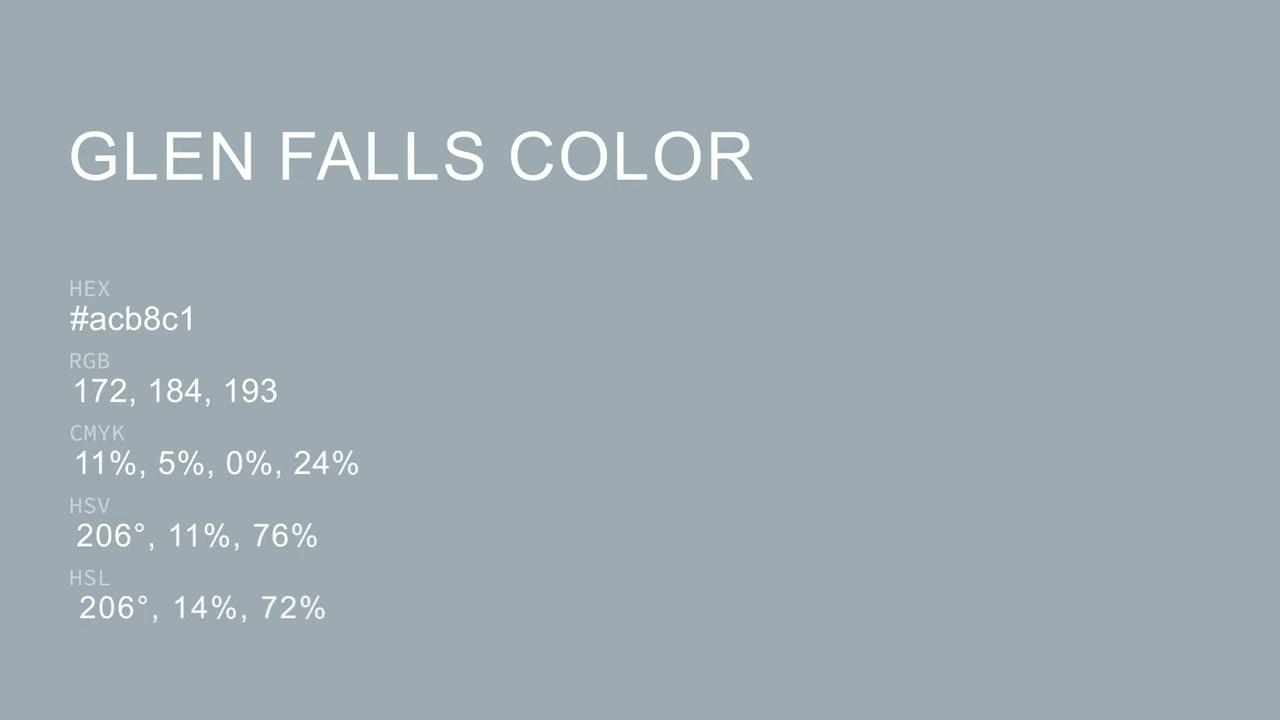 GLEN FALLS COLOR
HEX
#acb8c1
RGB
172, 184, 193
CMYK
11%, 5%, 0%, 24%
HSV
206°, 11%, 76%
HSL
206°, 14%, 72%